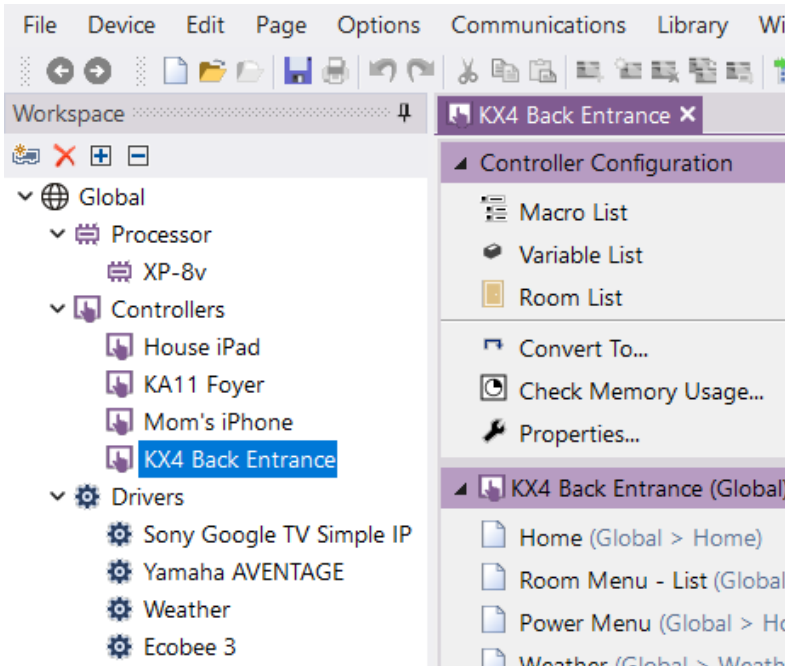 File Device Edit Page Options Communications Library
Workspace
KX4 Back Entrance
Controller Configuration
Global
Macro List
Processor
Variable List
XP-8v
Room List
Controllers
House iPad
Convert To...
KA11 Foyer
Check Memory Usage...
Mom's iPhone
Properties...
KX4 Back Entrance
Drivers
KX4 Back Entrance (Global)
Sony Google TV Simple IP
Home (Global > Home)
Yamaha AVENTAGE
Room Menu - List (Global
Weather
Power Menu (Global >
Ecobee 3
Weather (Global >